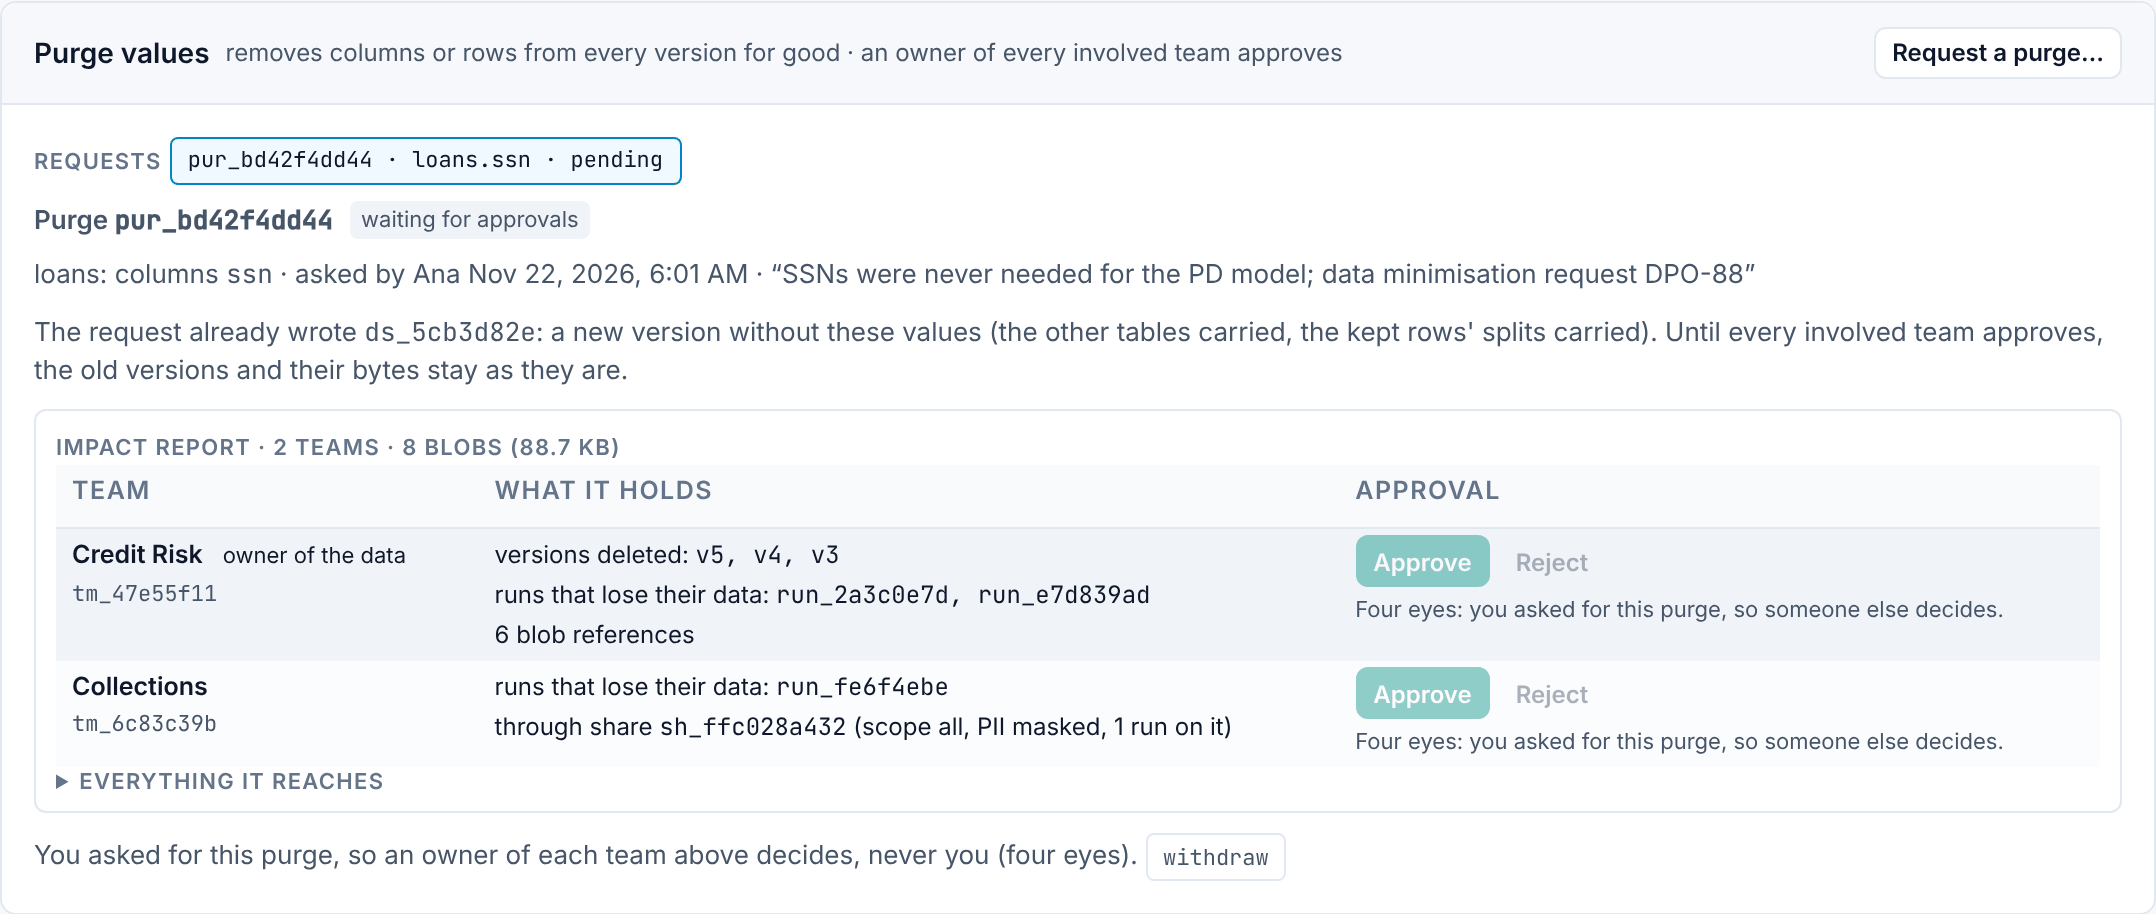 Purge values removes columns or rows from every version for good · an owner of every involved team approves
Request a purge...
REQUESTS pur_bd42f4dd44 · loans.ssn · pending
Purge pur_bd42f4dd44 waiting for approvals
loans: columns ssn · asked by Ana Nov 22, 2026, 6:01 AM · “SSNs were never needed for the PD model; data minimisation request DPO-88”
The request already wrote ds_5cb3d82e: a new version without these values (the other tables carried, the kept rows' splits carried). Until every involved team approves,
the old versions and their bytes stay as they are.
IMPACT REPORT · 2 TEAMS · 8 BLOBS (88.7 KB)
TEAM WHAT IT HOLDS APPROVAL
Credit Risk owner of the data
tm_47e55f11
versions deleted: v5, v4, v3
runs that lose their data: run_2a3c0e7d, run_e7d839ad
6 blob references
Approve Reject
Four eyes: you asked for this purge, so someone else decides.
Collections
tm_6c83c39b
runs that lose their data: run_fe6f4ebe
through share sh_ffc028a432 (scope all, PII masked, 1 run on it)
Approve Reject
Four eyes: you asked for this purge, so someone else decides.
EVERYTHING IT REACHES
You asked for this purge, so an owner of each team above decides, never you (four eyes). withdraw